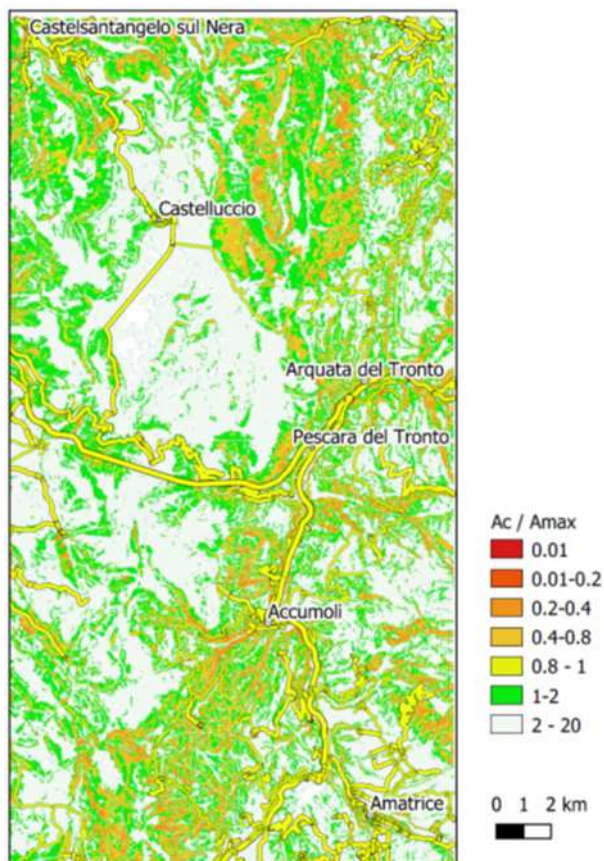 Castelsantangelo sul Nera
Castelluccio
Arquata del Tronto
Pescara del Tronto
Accumoli
Amatrice
Ac / Amax
0.01
0.01-0.2
0.2-0.4
0.4-0.8
0.8 - 1
1-2
2 - 20
0 1 2 km